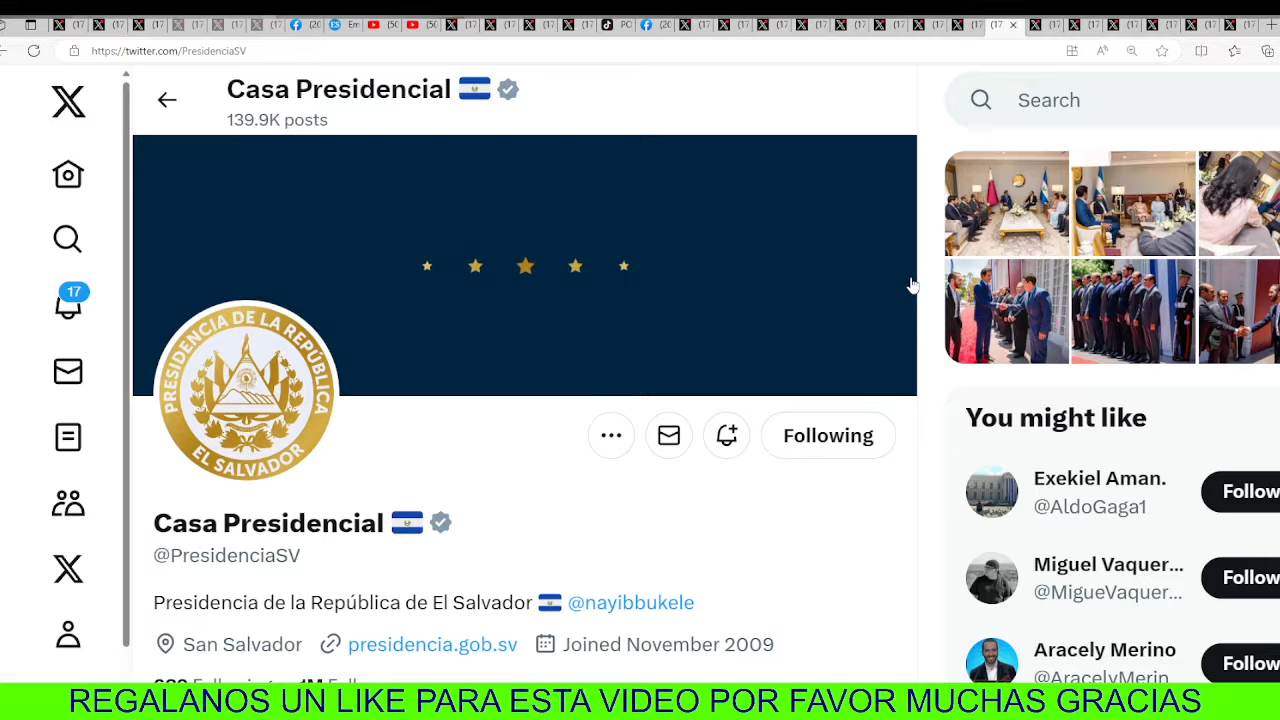 https://twitter.com/PresidenciaSV
Casa Presidencial
139.9K posts
Search
PRESIDENCIA DE LA REPÚBLICA
EL SALVADOR
17
Following
You might like
Exekiel Aman.
@AldoGaga1
Follow
Casa Presidencial
@PresidenciaSV
Miguel Vaquer...
@MigueVaquer...
Follow
Presidencia de la República de El Salvador @nayibbukele
San Salvador presidencia.gob.sv Joined November 2009
Aracely Merino
@AracelyMerin
Follow
REGALANOS UN LIKE PARA ESTA VIDEO POR FAVOR MUCHAS GRACIAS